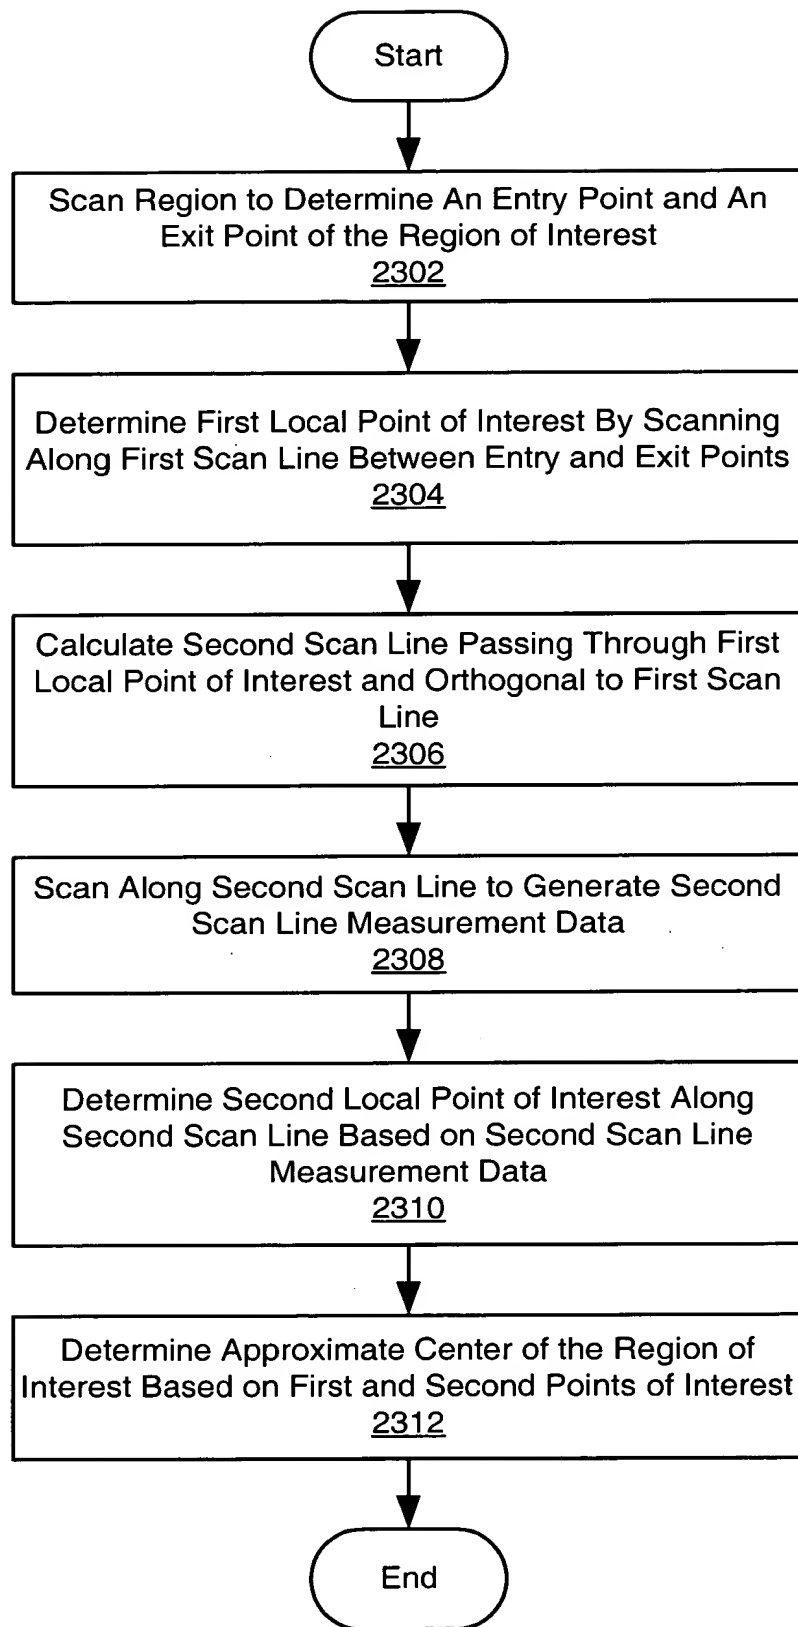 Start
Scan Region to Determine An Entry Point and An
Exit Point of the Region of Interest
2302
Determine First Local Point of Interest By Scanning
Along First Scan Line Between Entry and Exit Points
2304
Calculate Second Scan Line Passing Through First
Local Point of Interest and Orthogonal to First Scan
Line
2306
Scan Along Second Scan Line to Generate Second
Scan Line Measurement Data
2308
Determine Second Local Point of Interest Along
Second Scan Line Based on Second Scan Line
Measurement Data
2310
Determine Approximate Center of the Region of
Interest Based on First and Second Points of Interest
2312
End